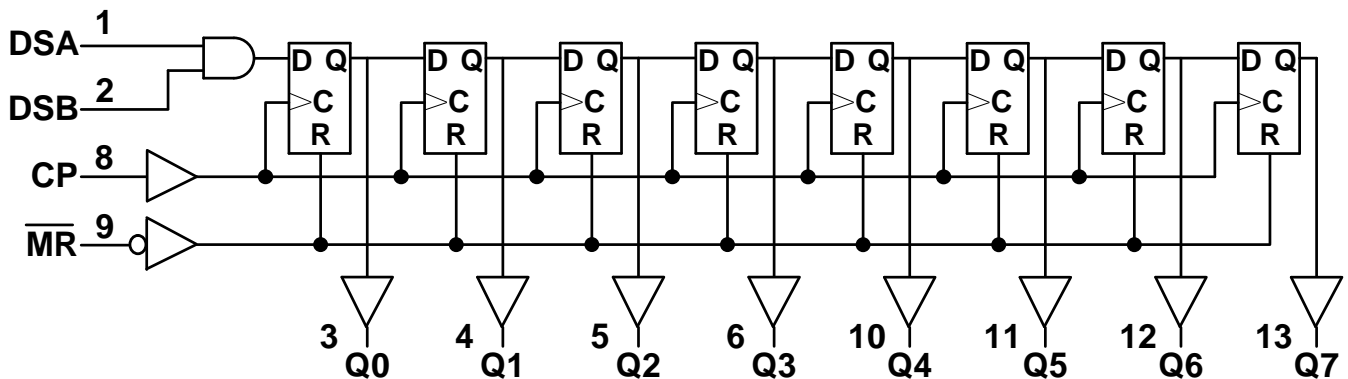 1
DSA
2
DSB
D Q D Q D Q D Q D Q D Q D Q D Q
C C C C C C C C
R R R R R R R R
CP 8
M̅R̅ 9
3 4 5 6 10 11 12 13
Q0 Q1 Q2 Q3 Q4 Q5 Q6 Q7